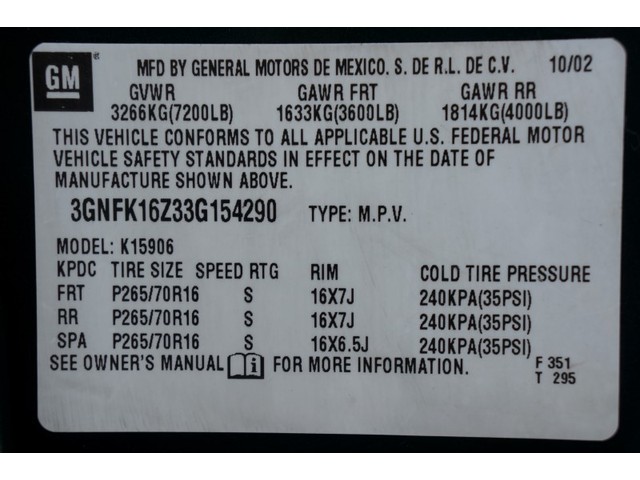 GM® MFD BY GENERAL MOTORS DE MEXICO. S. DE R.L. DE C.V. 10/02
GVWR GAWR FRT GAWR RR
3266KG(7200LB) 1633KG(3600LB) 1814KG(4000LB)
THIS VEHICLE CONFORMS TO ALL APPLICABLE U.S. FEDERAL MOTOR
VEHICLE SAFETY STANDARDS IN EFFECT ON THE DATE OF
MANUFACTURE SHOWN ABOVE.
3GNFK16Z33G154290 TYPE: M.P.V.
MODEL: K15906
KPDC TIRE SIZE SPEED RTG RIM COLD TIRE PRESSURE
FRT P265/70R16 S 16X7J 240KPA(35PSI)
RR P265/70R16 S 16X7J 240KPA(35PSI)
SPA P265/70R16 S 16X6.5J 240KPA(35PSI)
SEE OWNER'S MANUAL i FOR MORE INFORMATION. F 351
T 295